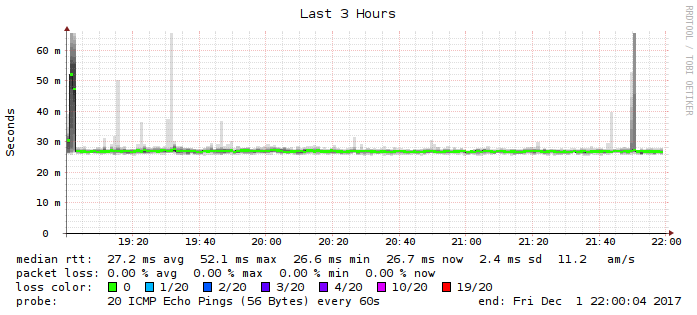 Last 3 Hours
RRDTOOL / TOBI OETIKER
Seconds
60 m
50 m
40 m
30 m
20 m
10 m
0
19:20 19:40 20:00 20:20 20:40 21:00 21:20 21:40 22:00
median rtt: 27.2 ms avg 52.1 ms max 26.6 ms min 26.7 ms now 2.4 ms sd 11.2 am/s
packet loss: 0.00 % avg 0.00 % max 0.00 % min 0.00 % now
loss color: 0 1/20 2/20 3/20 4/20 10/20 19/20
probe: 20 ICMP Echo Pings (56 Bytes) every 60s end: Fri Dec 1 22:00:04 2017